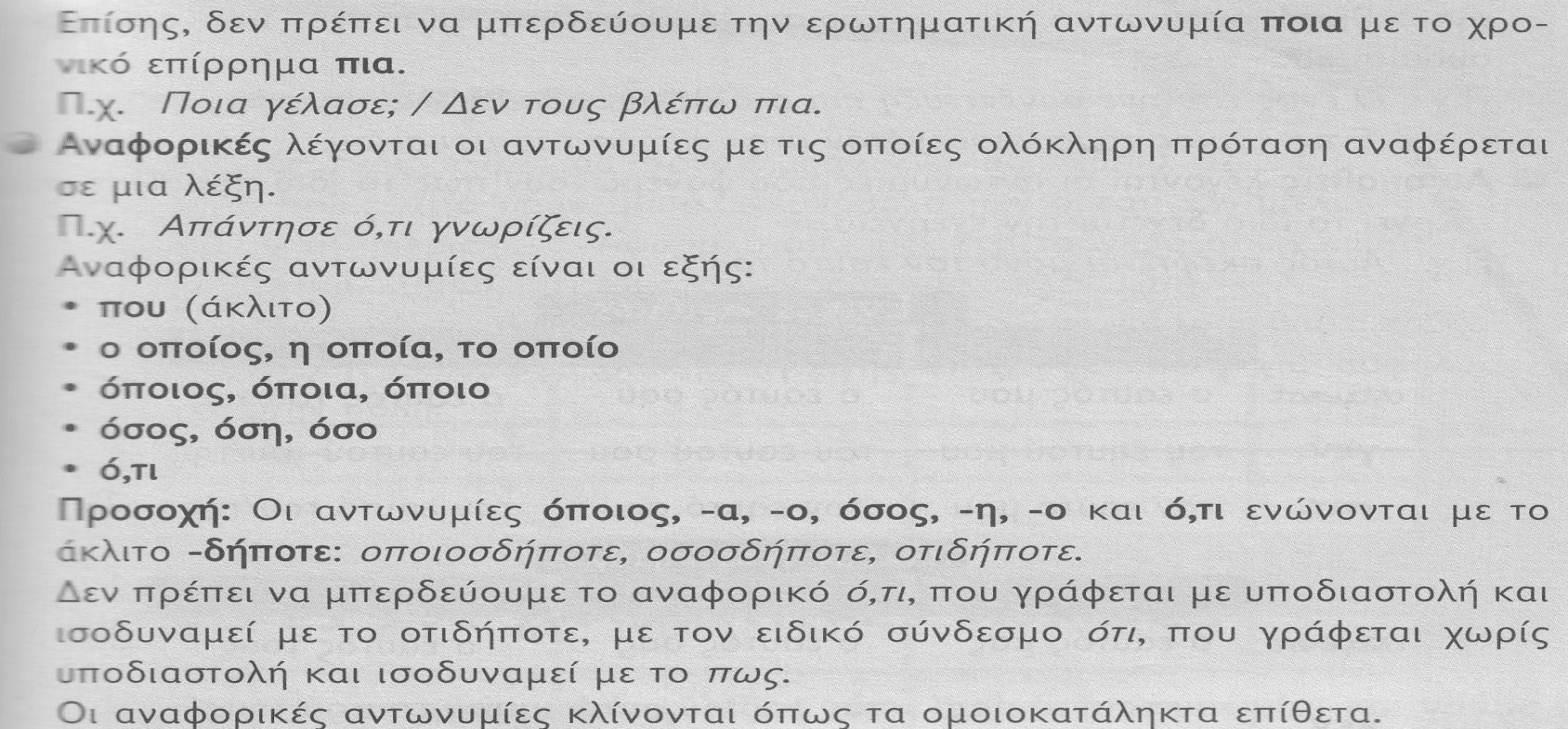 Επίσης, δεν πρέπει να μπερδεύουμε την ερωτηματική αντωνυμία ποια με το χρο-
νικό επίρρημα πια.
Π.χ. Ποια γέλασε; / Δεν τους βλέπω πια.
Αναφορικές λέγονται οι αντωνυμίες με τις οποίες ολόκληρη πρόταση αναφέρεται
σε μια λέξη.
Π.χ. Απάντησε ό,τι γνωρίζεις.
Αναφορικές αντωνυμίες είναι οι εξής:
• που (άκλιτο)
• ο οποίος, η οποία, το οποίο
• όποιος, όποια, όποιο
• όσος, όση, όσο
• ό,τι
Προσοχή: Οι αντωνυμίες όποιος, -α, -ο, όσος, -η, -ο και ό,τι ενώνονται με το
άκλιτο -δήποτε: οποιοσδήποτε, οσοσδήποτε, οτιδήποτε.
Δεν πρέπει να μπερδεύουμε το αναφορικό ό,τι, που γράφεται με υποδιαστολή και
ισοδυναμεί με το οτιδήποτε, με τον ειδικό σύνδεσμο ότι, που γράφεται χωρίς
υποδιαστολή και ισοδυναμεί με το πως.
Οι αναφορικές αντωνυμίες κλίνονται όπως τα ομοιοκατάληκτα επίθετα.